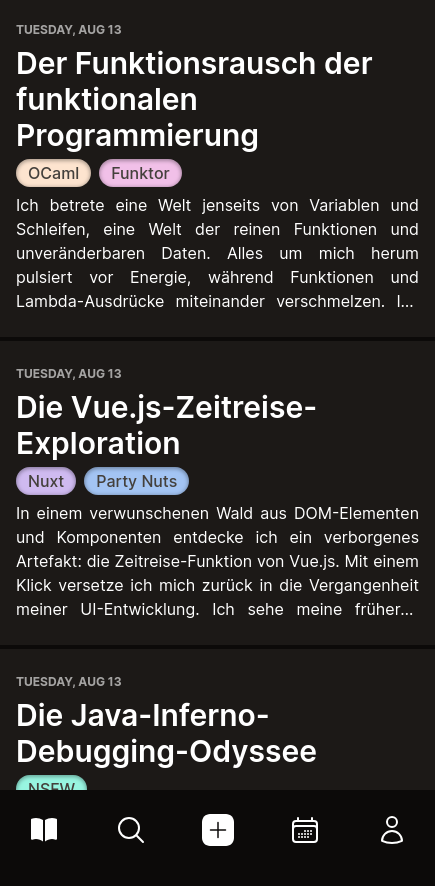 TUESDAY, AUG 13
Der Funktionsrausch der
funktionalen
Programmierung
OCaml Funktor
Ich betrete eine Welt jenseits von Variablen und
Schleifen, eine Welt der reinen Funktionen und
unveränderbaren Daten. Alles um mich herum
pulsiert vor Energie, während Funktionen und
Lambda-Ausdrücke miteinander verschmelzen. I...
TUESDAY, AUG 13
Die Vue.js-Zeitreise-
Exploration
Nuxt Party Nuts
In einem verwunschenen Wald aus DOM-Elementen
und Komponenten entdecke ich ein verborgenes
Artefakt: die Zeitreise-Funktion von Vue.js. Mit einem
Klick versetze ich mich zurück in die Vergangenheit
meiner UI-Entwicklung. Ich sehe meine früher...
TUESDAY, AUG 13
Die Java-Inferno-
Debugging-Odyssee
NSFW